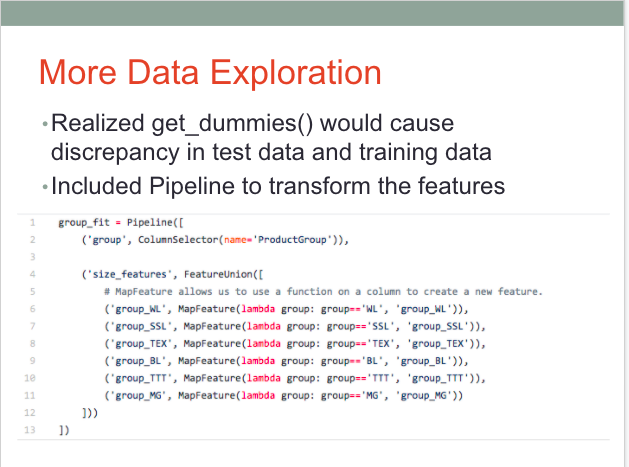 More Data Exploration
•Realized get_dummies() would cause
discrepancy in test data and training data
•Included Pipeline to transform the features
1 group_fit = Pipeline([
2 ('group', ColumnSelector(name='ProductGroup')),
3
4 ('size_features', FeatureUnion([
5 # MapFeature allows us to use a function on a column to create a new feature.
6 ('group_WL', MapFeature(lambda group: group=='WL', 'group_WL')),
7 ('group_SSL', MapFeature(lambda group: group=='SSL', 'group_SSL')),
8 ('group_TEX', MapFeature(lambda group: group=='TEX', 'group_TEX')),
9 ('group_BL', MapFeature(lambda group: group=='BL', 'group_BL')),
10 ('group_TTT', MapFeature(lambda group: group=='TTT', 'group_TTT')),
11 ('group_MG', MapFeature(lambda group: group=='MG', 'group_MG'))
12 ]))
13 ])